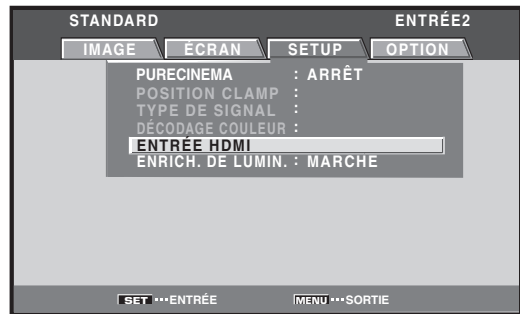 STANDARD ENTRÉE2
IMAGE ÉCRAN SETUP OPTION
PURECINEMA : ARRÊT
POSITION CLAMP :
TYPE DE SIGNAL :
DÉCODAGE COULEUR :
ENTRÉE HDMI
ENRICH. DE LUMIN. : MARCHE
SET ···ENTRÉE MENU ···SORTIE